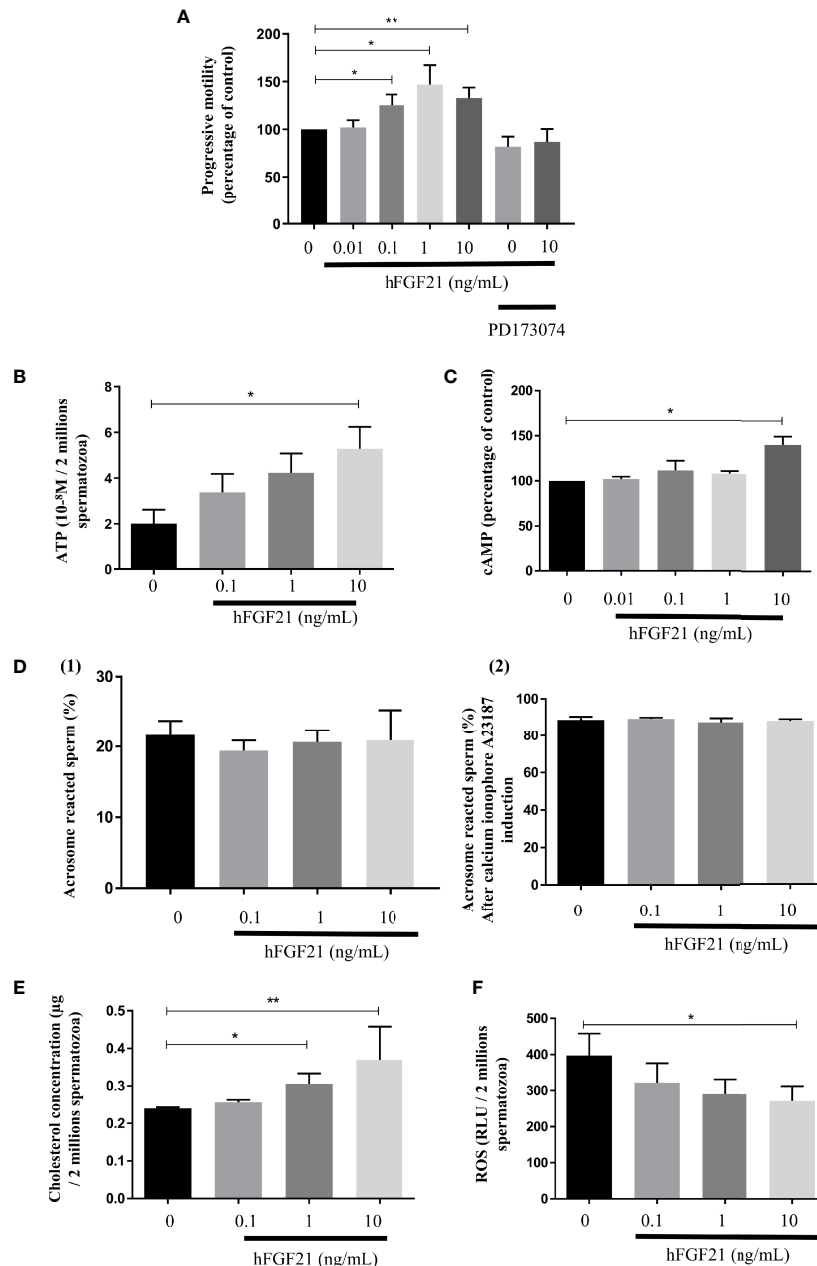 A
Progressive motility
(percentage of control)
200
150
100
50
0
**
*
*
0 0.01 0.1 1 10 0 10
hFGF21 (ng/mL)
PD173074
B
ATP (10-⁸M / 2 millions
spermatozoa)
8
6
4
2
0
*
0 0.1 1 10
hFGF21 (ng/mL)
C
cAMP (percentage of control)
200
150
100
50
0
*
0 0.01 0.1 1 10
hFGF21 (ng/mL)
D
(1)
Acrosome reacted sperm (%)
30
20
10
0
0 0.1 1 10
hFGF21 (ng/mL)
(2)
Acrosome reacted sperm (%)
After calcium ionophore A23187
induction
100
80
60
40
20
0
0 0.1 1 10
hFGF21 (ng/mL)
E
Cholesterol concentration (µg
/ 2 millions spermatozoa)
0.5
0.4
0.3
0.2
0.1
0.0
**
*
0 0.1 1 10
hFGF21 (ng/mL)
F
ROS (RLU / 2 millions
spermatozoa)
500
400
300
200
100
0
*
0 0.1 1 10
hFGF21 (ng/mL)